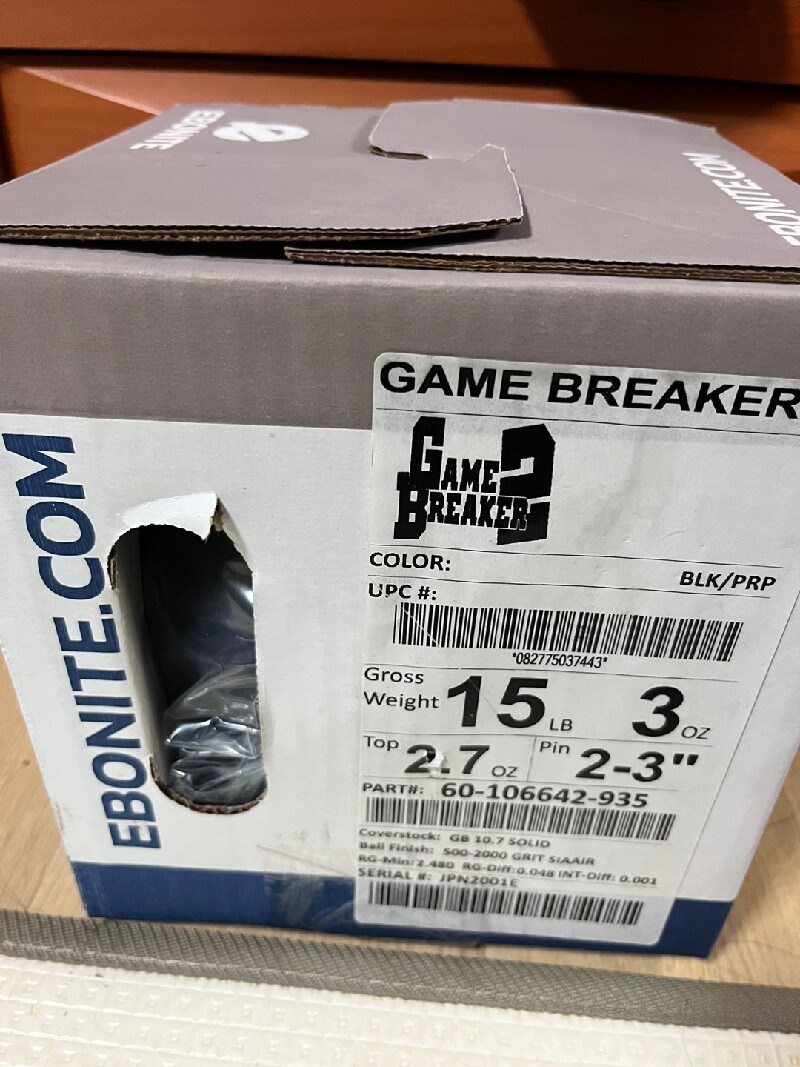 EBONITE
EBONITE.COM
GAME BREAKER
GAME
BREAKER 2
COLOR: BLK/PRP
UPC #:
*082775037443*
Gross Weight 15 LB 3 OZ
Top 2.7 OZ Pin 2-3"
PART#: 60-106642-935
Coverstock: GB 10.7 SOLID
Ball Finish: 500-2000 GRIT SIAAIR
RG-Min: 2.480 RG-Diff: 0.048 INT-Diff: 0.001
SERIAL #: JPN2001E
EBONITE.COM